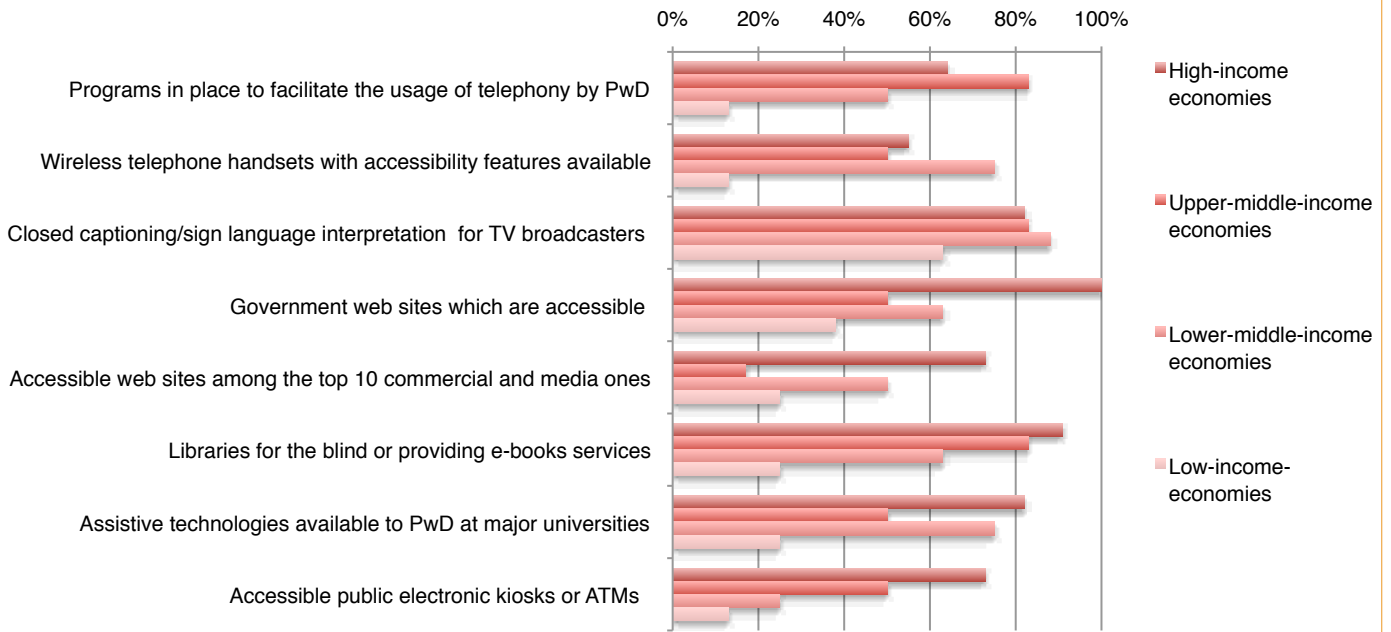 0% 20% 40% 60% 80% 100%
Programs in place to facilitate the usage of telephony by PwD
Wireless telephone handsets with accessibility features available
Closed captioning/sign language interpretation for TV broadcasters
Government web sites which are accessible
Accessible web sites among the top 10 commercial and media ones
Libraries for the blind or providing e-books services
Assistive technologies available to PwD at major universities
Accessible public electronic kiosks or ATMs
High-income
economies
Upper-middle-income
economies
Lower-middle-income
economies
Low-income-
economies